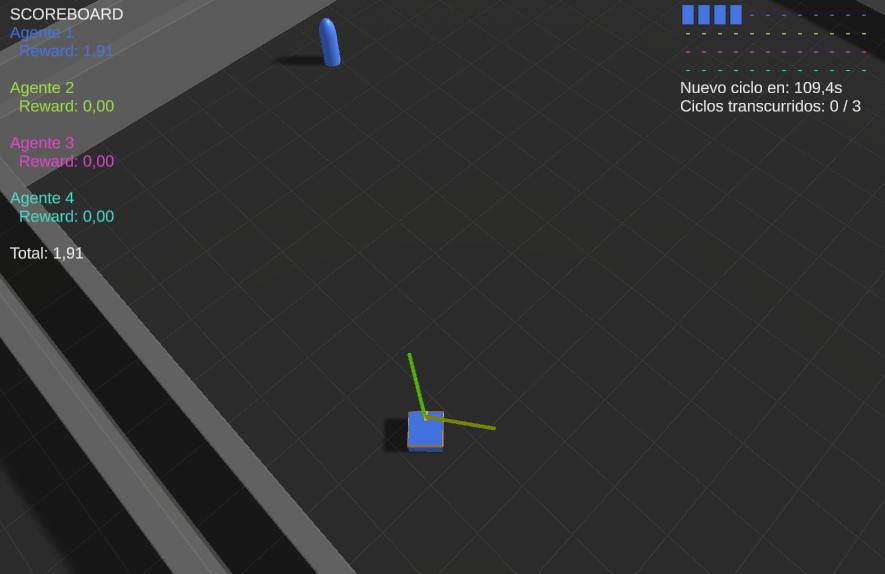 SCOREBOARD
Agente 1
Reward: 1,91
Agente 2
Reward: 0,00
Agente 3
Reward: 0,00
Agente 4
Reward: 0,00
Total: 1,91
Nuevo ciclo en: 109,4s
Ciclos transcurridos: 0 / 3